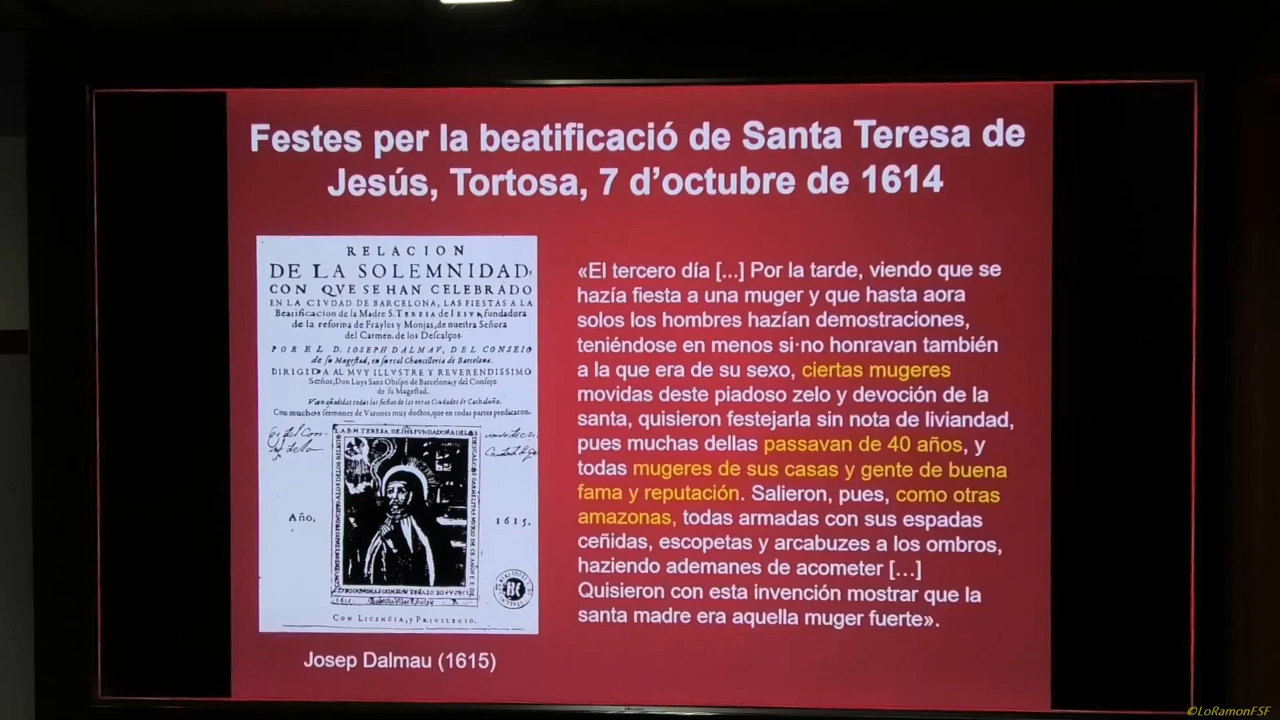 Festes per la beatificació de Santa Teresa de
Jesús, Tortosa, 7 d’octubre de 1614
RELACION
DE LA SOLEMNIDAD,
CON QVE SE HAN CELEBRADO
EN LA CIVDAD DE BARCELONA, LAS FIESTAS A LA
Beatificacion de la Madre S. TERESA de IESVS, fundadora
de la reforma de Frayles y Monjas, de nuestra Señora
del Carmen, de los Descalços.
POR EL D. IOSEPH DALMAV, DEL CONSEIO
de su Magestad, en su real Chancilleria de Barcelona.
DIRIGIDA AL MVY ILLVSTRE Y REVERENDISSIMO
Señor, Don Luys Sans Obispo de Barcelona, y del Consejo
de su Magestad.
Van añadidas todas las fiestas de las otras Ciudades de Cathaluña.
Con muchos sermones de Varones muy doctos, que en todas partes predicaron.
Año, 1615.
CON LICENCIA, y PRIVILEGIO.
Josep Dalmau (1615)
«El tercero día [...] Por la tarde, viendo que se
hazía fiesta a una muger y que hasta aora
solos los hombres hazían demostraciones,
teniéndose en menos si·no honravan también
a la que era de su sexo, ciertas mugeres
movidas deste piadoso zelo y devoción de la
santa, quisieron festejarla sin nota de liviandad,
pues muchas dellas passavan de 40 años, y
todas mugeres de sus casas y gente de buena
fama y reputación. Salieron, pues, como otras
amazonas, todas armadas con sus espadas
ceñidas, escopetas y arcabuzes a los ombros,
haziendo ademanes de acometer [...]
Quisieron con esta invención mostrar que la
santa madre era aquella muger fuerte».
©LoRamonFSF